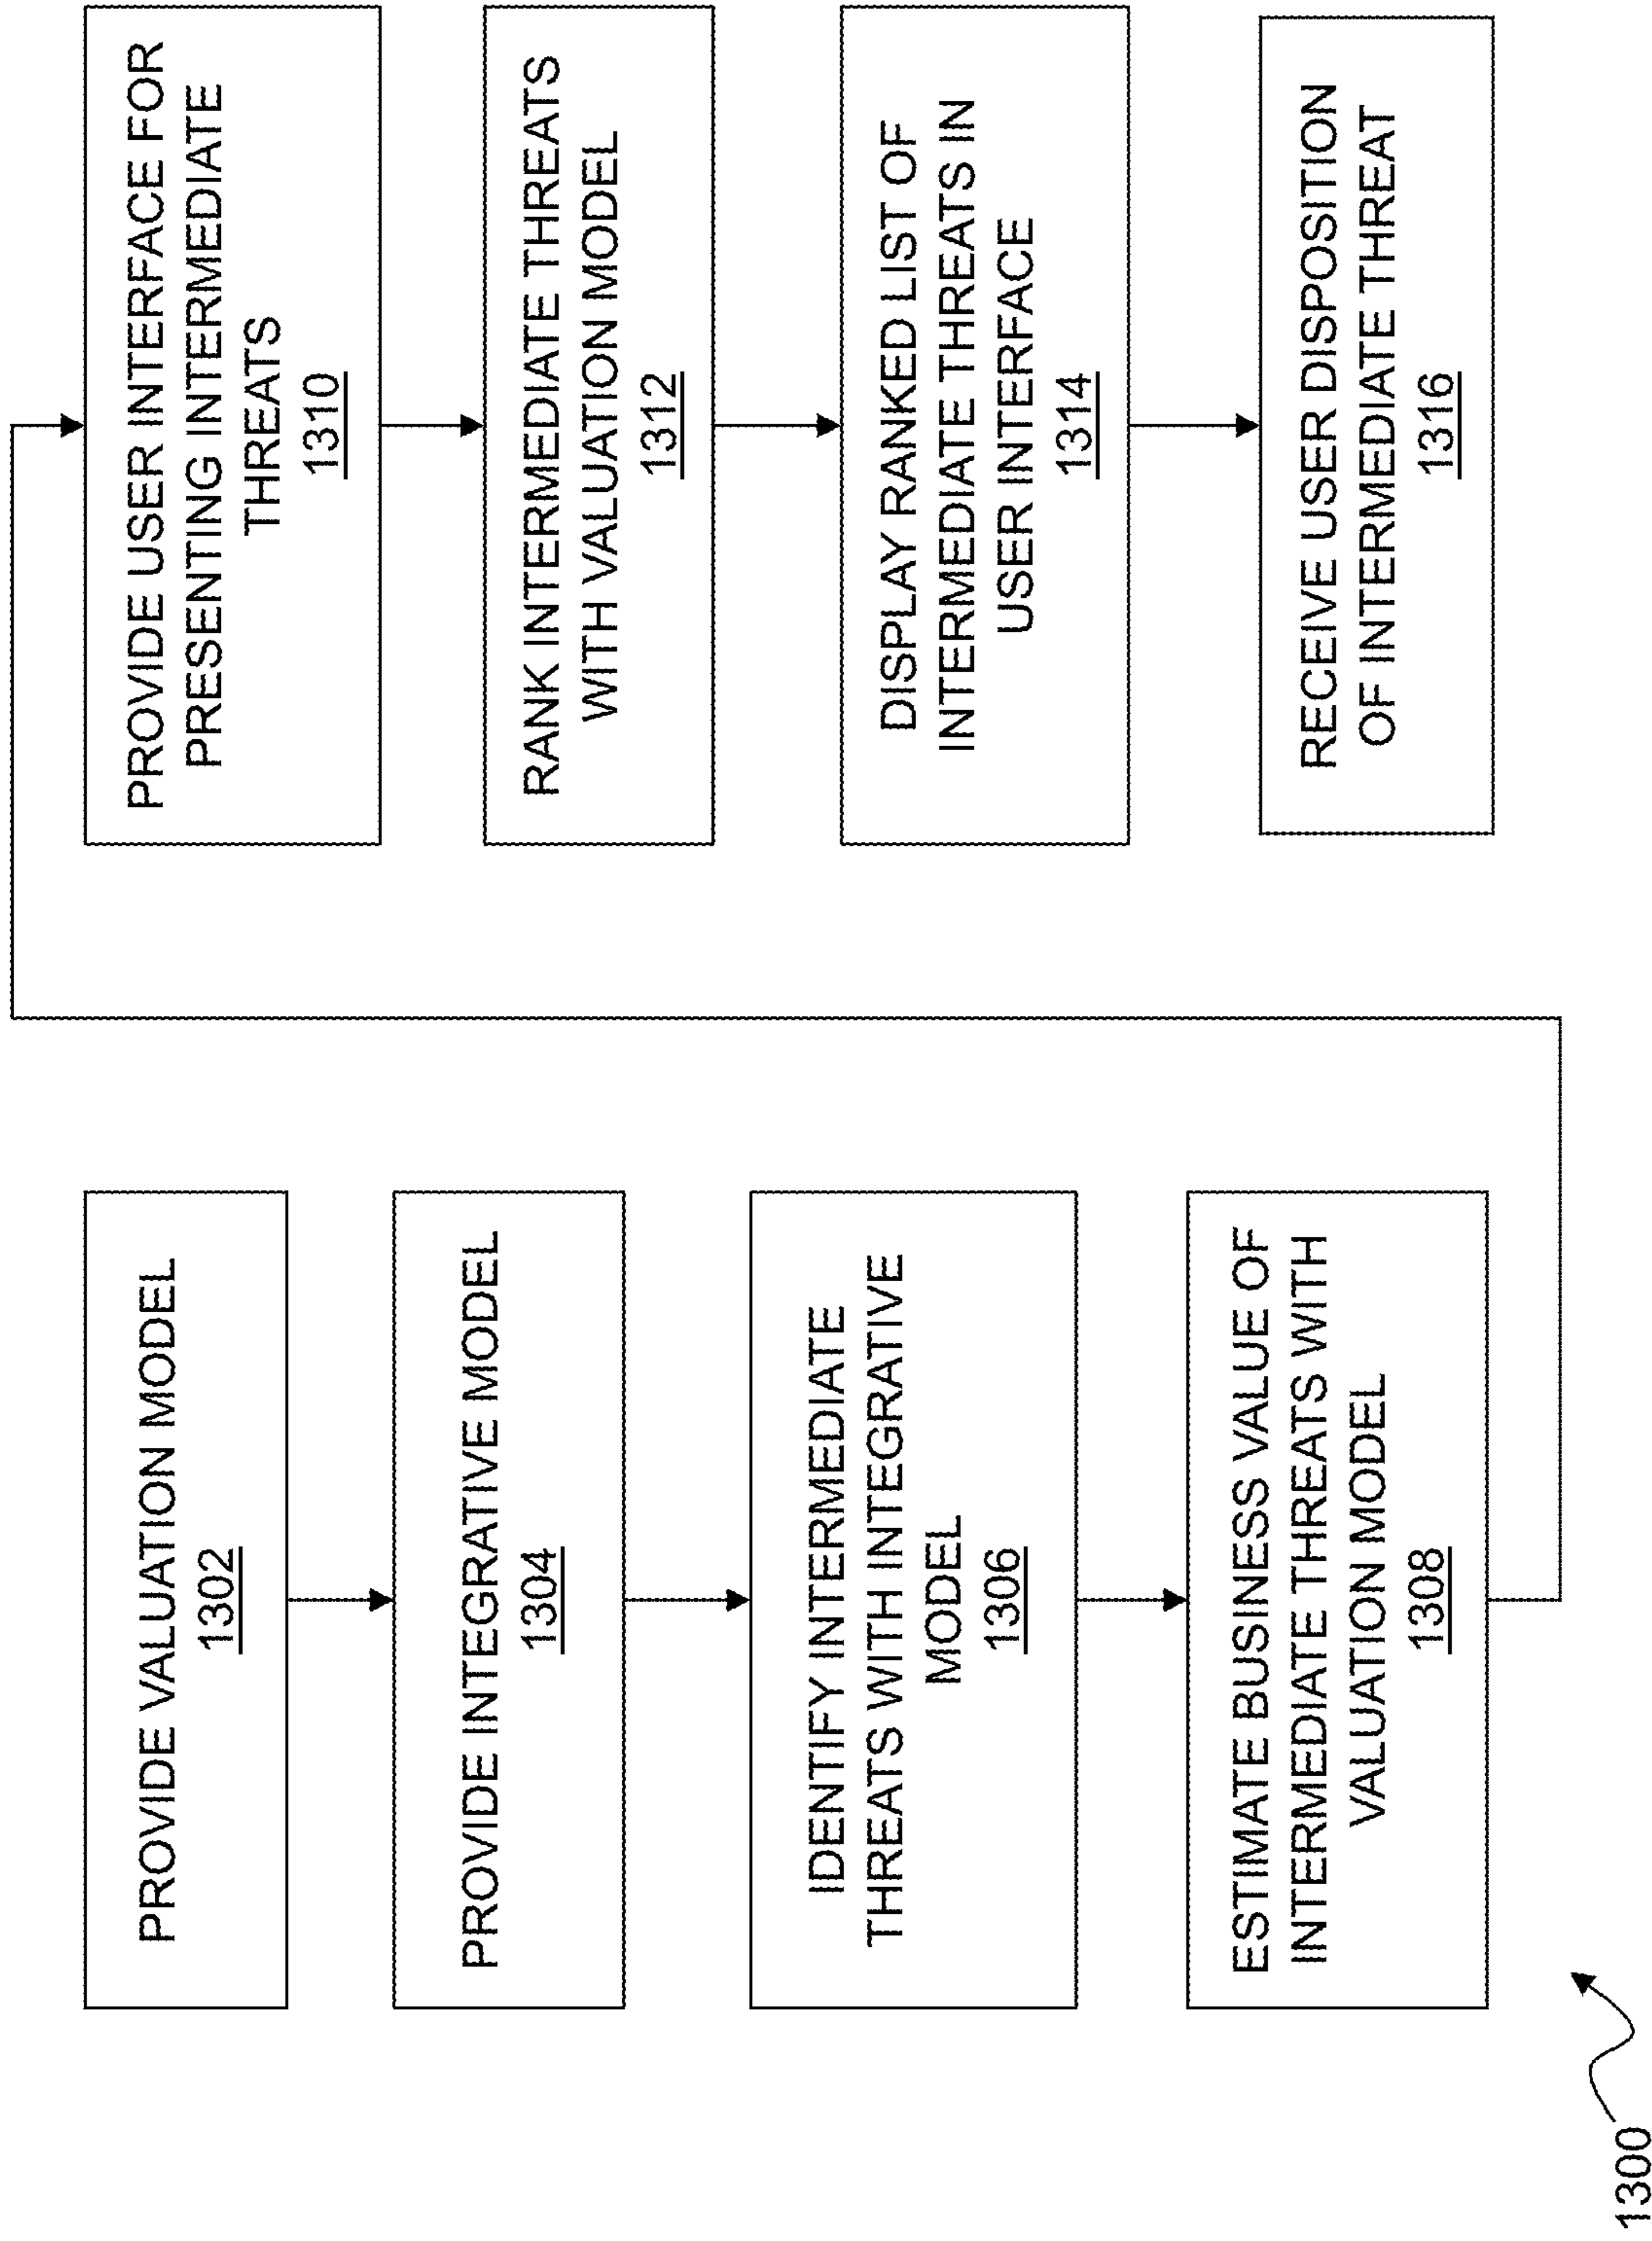 PROVIDE VALUATION MODEL
1302
PROVIDE INTEGRATIVE MODEL
1304
IDENTIFY INTERMEDIATE
THREATS WITH INTEGRATIVE
MODEL
1306
ESTIMATE BUSINESS VALUE OF
INTERMEDIATE THREATS WITH
VALUATION MODEL
1308
PROVIDE USER INTERFACE FOR
PRESENTING INTERMEDIATE
THREATS
1310
RANK INTERMEDIATE THREATS
WITH VALUATION MODEL
1312
DISPLAY RANKED LIST OF
INTERMEDIATE THREATS IN
USER INTERFACE
1314
RECEIVE USER DISPOSITION
OF INTERMEDIATE THREAT
1316
1300